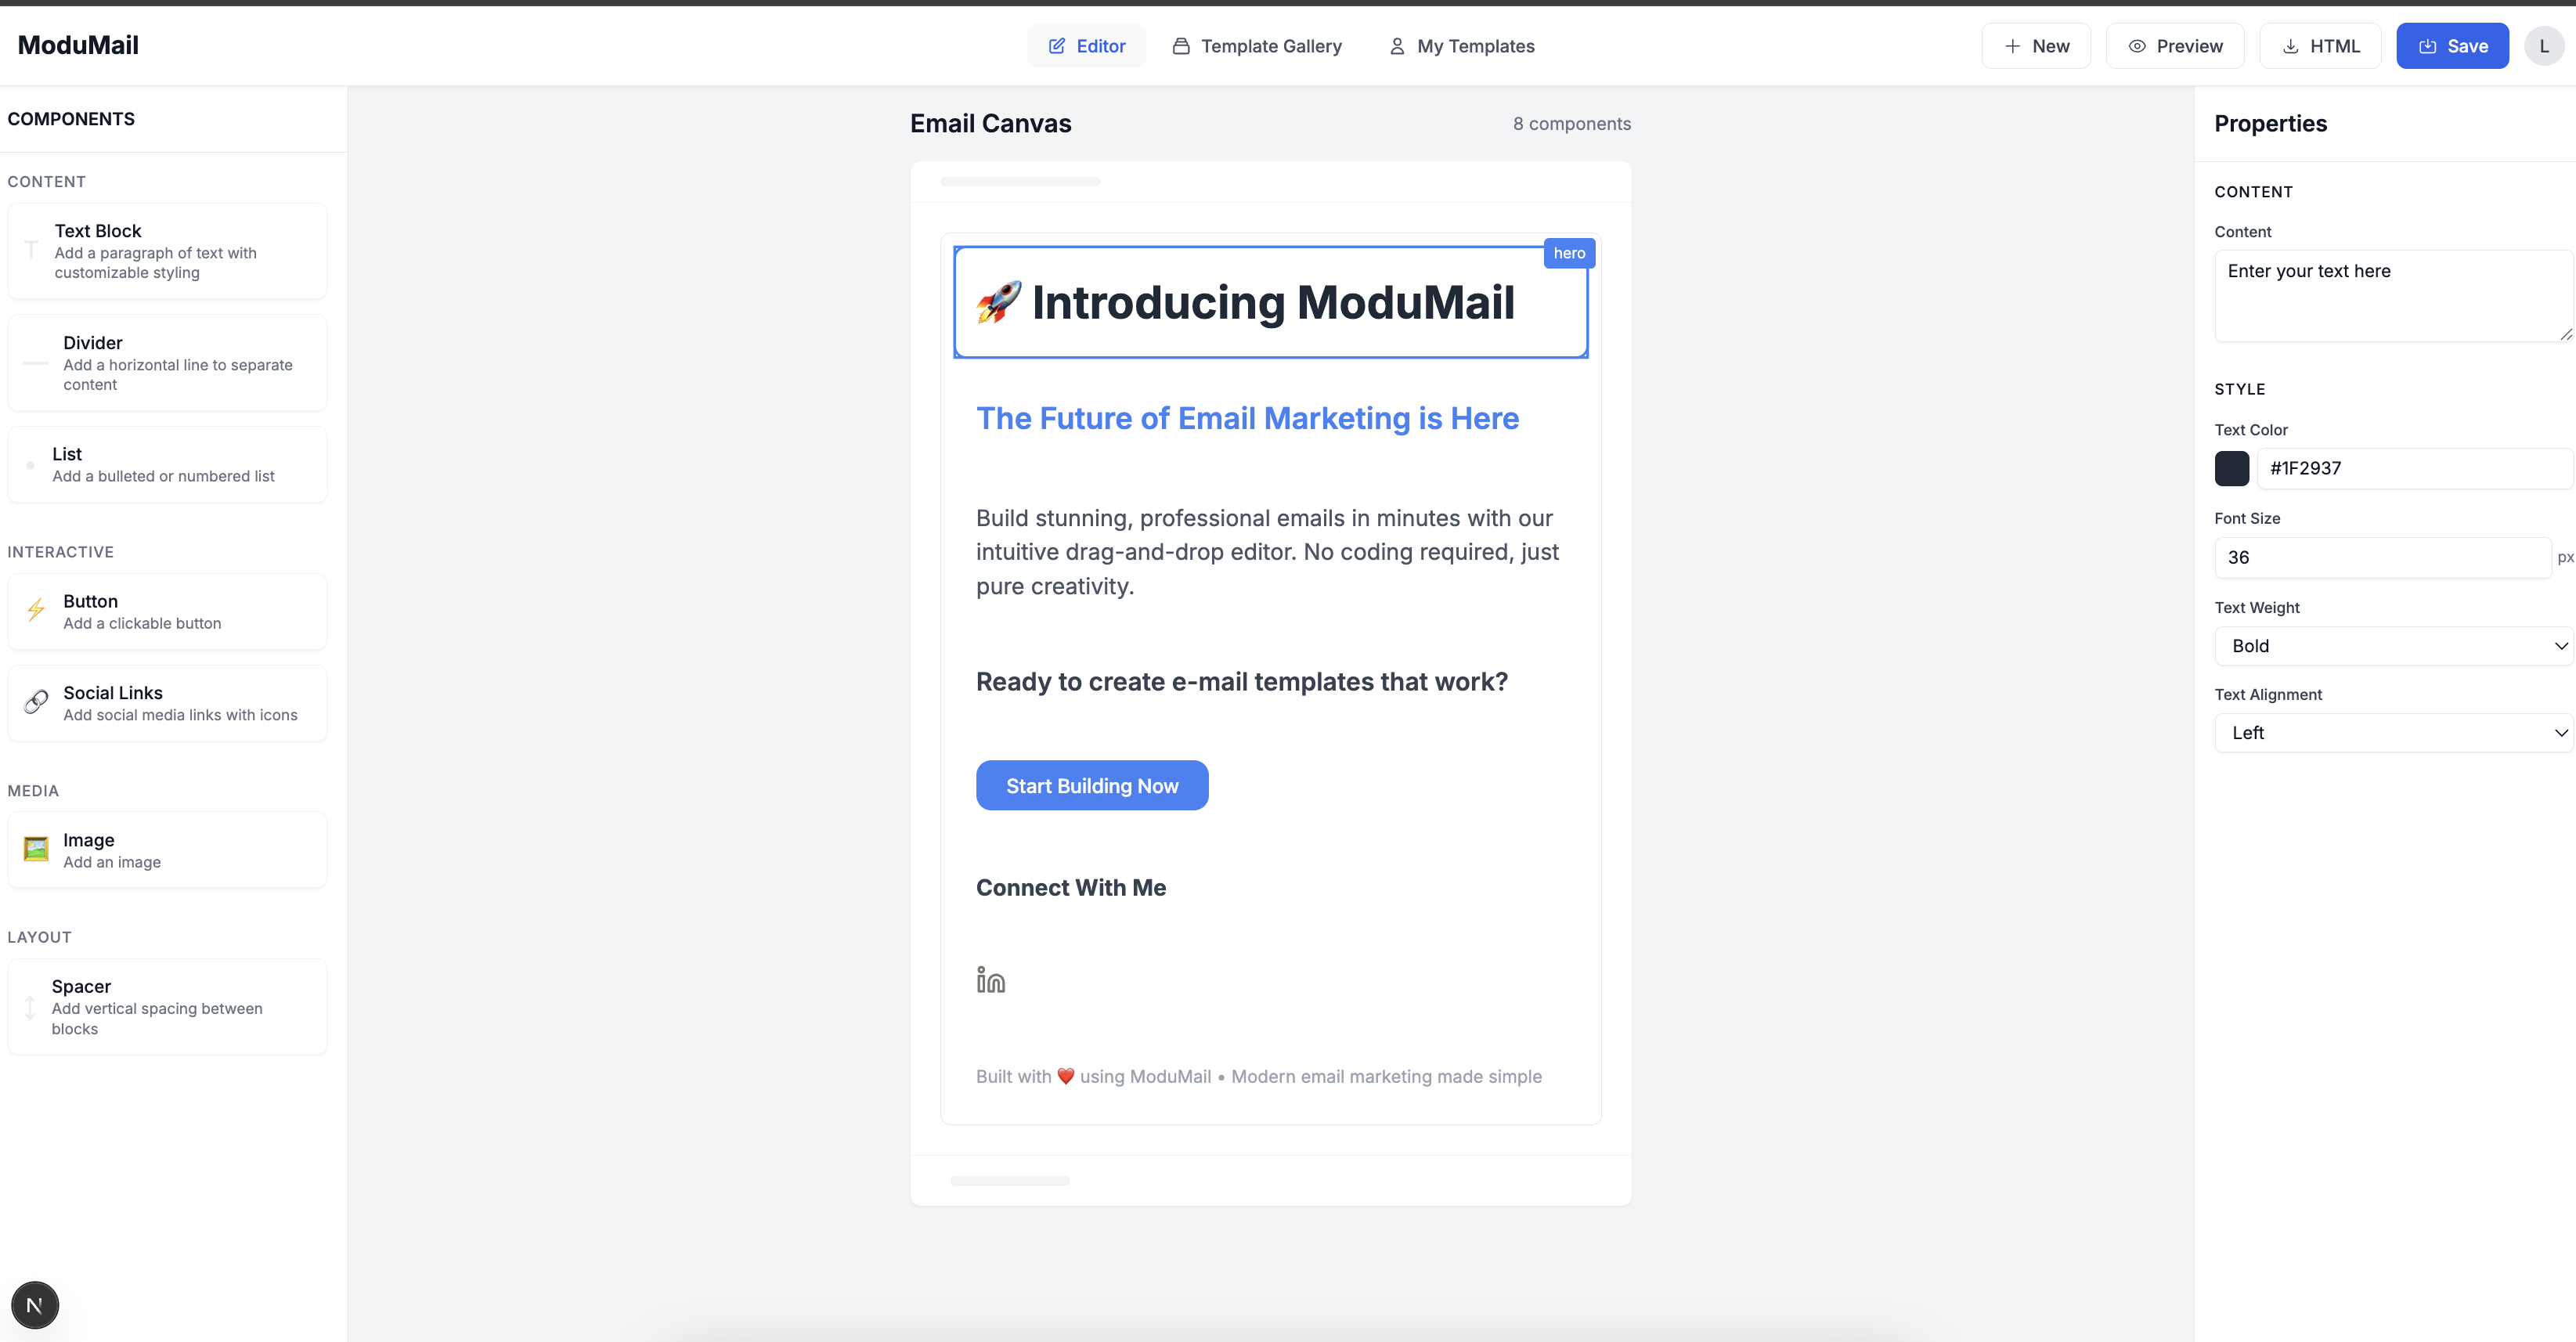 ModuMail
Editor
Template Gallery
My Templates
New
Preview
HTML
Save
L
COMPONENTS
CONTENT
T
Text Block
Add a paragraph of text with
customizable styling
Divider
Add a horizontal line to separate
content
List
Add a bulleted or numbered list
INTERACTIVE
Button
Add a clickable button
Social Links
Add social media links with icons
MEDIA
Image
Add an image
LAYOUT
Spacer
Add vertical spacing between
blocks
N
Email Canvas
8 components
hero
🚀 Introducing ModuMail
The Future of Email Marketing is Here
Build stunning, professional emails in minutes with our
intuitive drag-and-drop editor. No coding required, just
pure creativity.
Ready to create e-mail templates that work?
Start Building Now
Connect With Me
in
Built with ❤️ using ModuMail • Modern email marketing made simple
Properties
CONTENT
Content
Enter your text here
STYLE
Text Color
#1F2937
Font Size
36
px
Text Weight
Bold
Text Alignment
Left